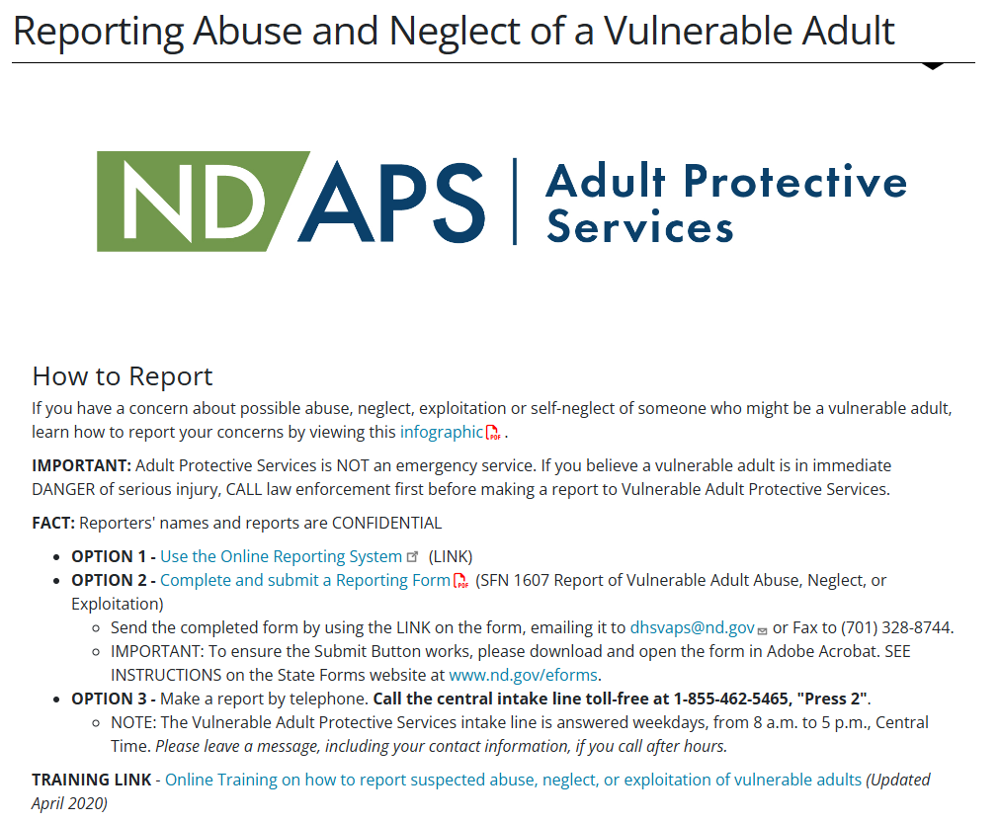 Reporting Abuse and Neglect of a Vulnerable Adult
ND APS | Adult Protective
Services
How to Report
If you have a concern about possible abuse, neglect, exploitation or self-neglect of someone who might be a vulnerable adult,
learn how to report your concerns by viewing this infographic PDF .
IMPORTANT: Adult Protective Services is NOT an emergency service. If you believe a vulnerable adult is in immediate
DANGER of serious injury, CALL law enforcement first before making a report to Vulnerable Adult Protective Services.
FACT: Reporters' names and reports are CONFIDENTIAL
• OPTION 1 - Use the Online Reporting System (LINK)
• OPTION 2 - Complete and submit a Reporting Form PDF (SFN 1607 Report of Vulnerable Adult Abuse, Neglect, or
Exploitation)
◦ Send the completed form by using the LINK on the form, emailing it to dhsvaps@nd.gov or Fax to (701) 328-8744.
◦ IMPORTANT: To ensure the Submit Button works, please download and open the form in Adobe Acrobat. SEE
INSTRUCTIONS on the State Forms website at www.nd.gov/eforms.
• OPTION 3 - Make a report by telephone. Call the central intake line toll-free at 1-855-462-5465, "Press 2".
◦ NOTE: The Vulnerable Adult Protective Services intake line is answered weekdays, from 8 a.m. to 5 p.m., Central
Time. Please leave a message, including your contact information, if you call after hours.
TRAINING LINK - Online Training on how to report suspected abuse, neglect, or exploitation of vulnerable adults (Updated
April 2020)